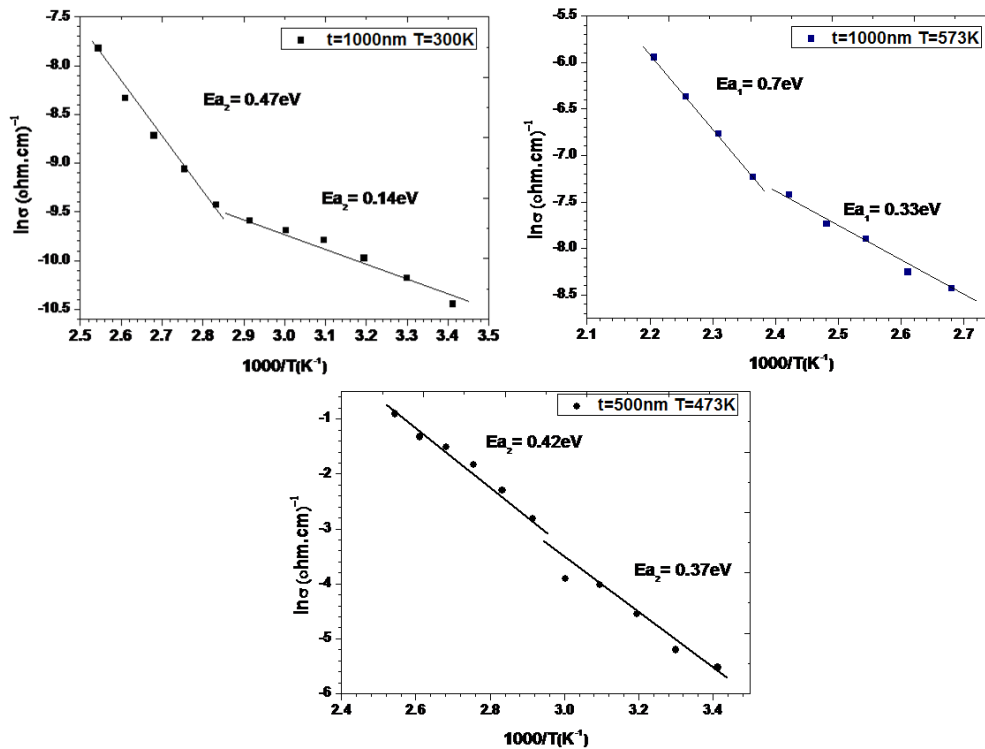 t=1000nm T=300K
Ea2= 0.47eV
Ea2= 0.14eV
lnσ (ohm.cm)⁻¹
-7.5
-8.0
-8.5
-9.0
-9.5
-10.0
-10.5
2.5 2.6 2.7 2.8 2.9 3.0 3.1 3.2 3.3 3.4 3.5
1000/T(K⁻¹)
t=1000nm T=573K
Ea1= 0.7eV
Ea1= 0.33eV
lnσ (ohm.cm)⁻¹
-5.5
-6.0
-6.5
-7.0
-7.5
-8.0
-8.5
2.1 2.2 2.3 2.4 2.5 2.6 2.7
1000/T(K⁻¹)
t=500nm T=473K
Ea2= 0.42eV
Ea2= 0.37eV
lnσ (ohm.cm)⁻¹
-1
-2
-3
-4
-5
-6
2.4 2.6 2.8 3.0 3.2 3.4
1000/T(K⁻¹)